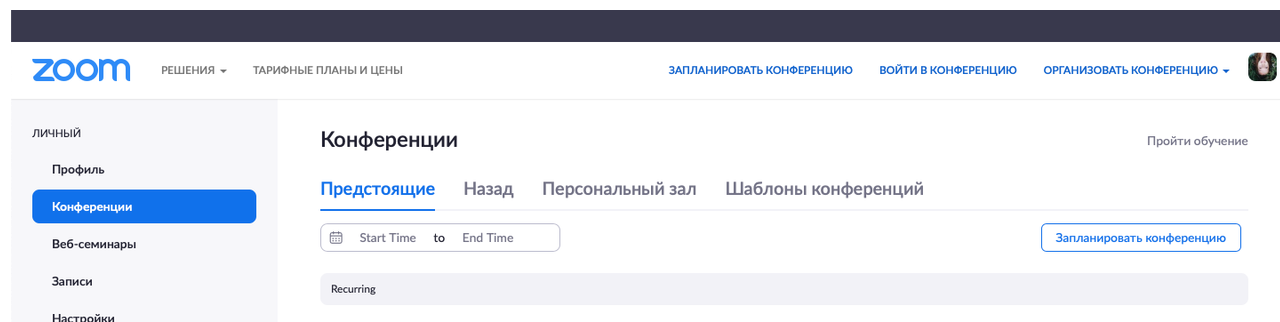 zoom РЕШЕНИЯ ТАРИФНЫЕ ПЛАНЫ И ЦЕНЫ ЗАПЛАНИРОВАТЬ КОНФЕРЕНЦИЮ ВОЙТИ В КОНФЕРЕНЦИЮ ОРГАНИЗОВАТЬ КОНФЕРЕНЦИЮ
ЛИЧНЫЙ
Профиль
Конференции
Веб-семинары
Записи
Настройки
Конференции Пройти обучение
Предстоящие Назад Персональный зал Шаблоны конференций
Start Time to End Time Запланировать конференцию
Recurring